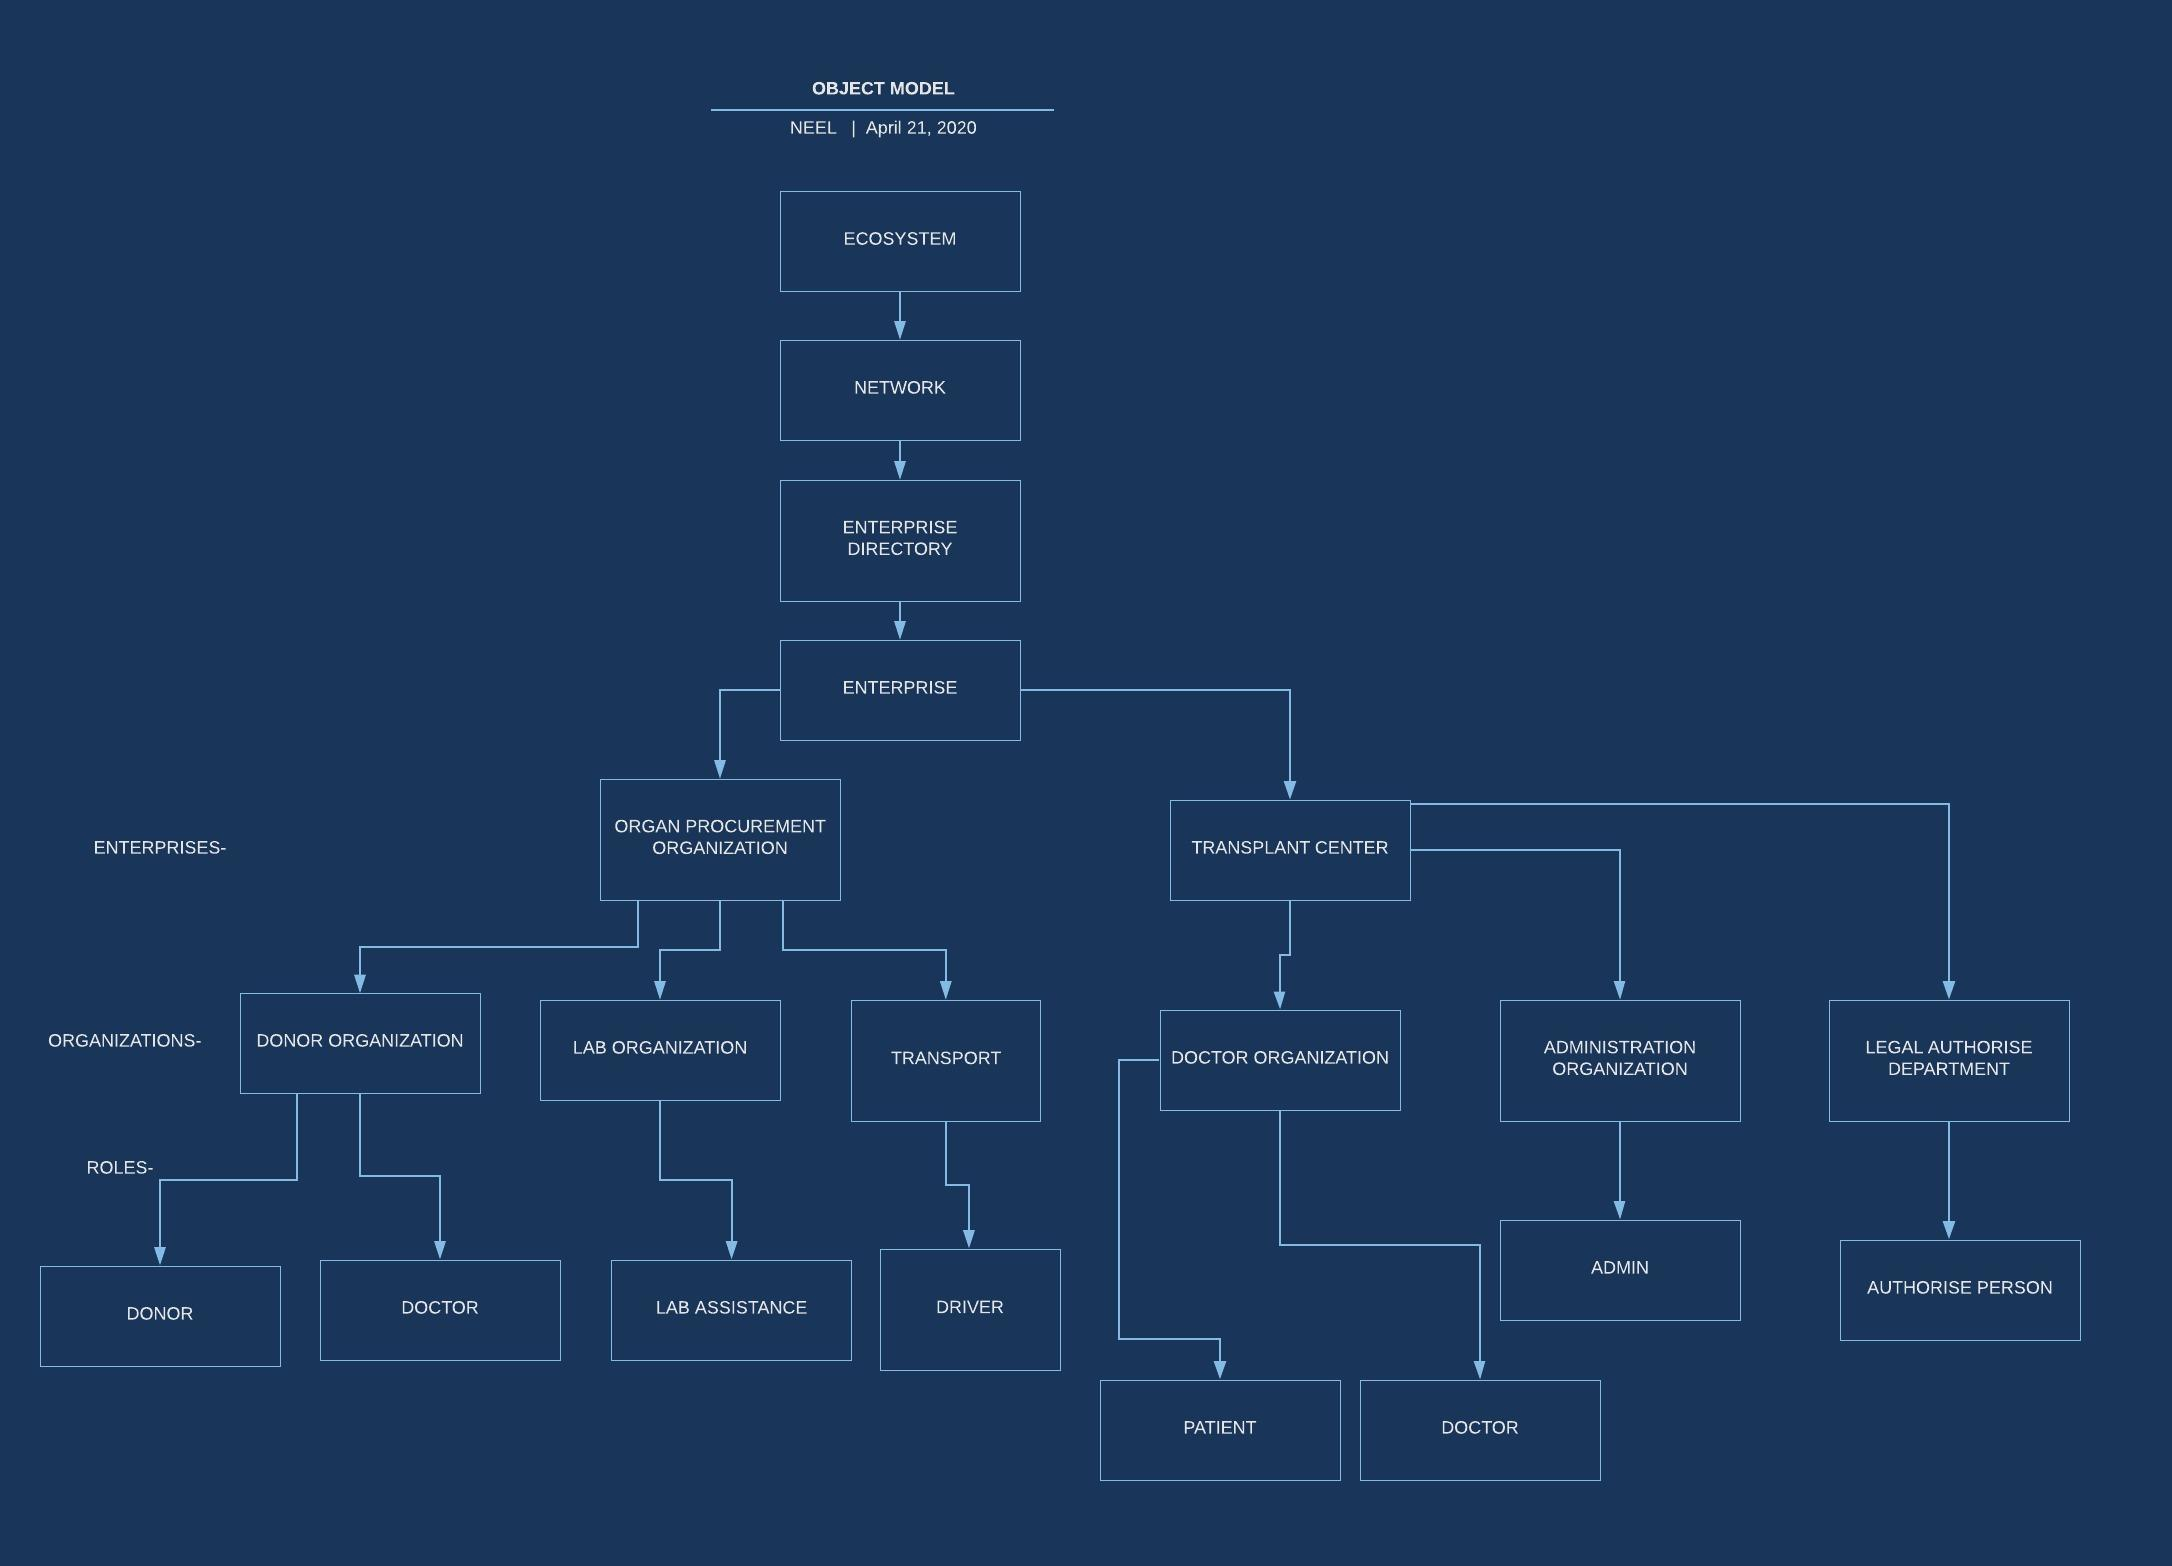 OBJECT MODEL
NEEL | April 21, 2020
ECOSYSTEM
NETWORK
ENTERPRISE
DIRECTORY
ENTERPRISE
ENTERPRISES-
ORGAN PROCUREMENT
ORGANIZATION
TRANSPLANT CENTER
ORGANIZATIONS-
DONOR ORGANIZATION
LAB ORGANIZATION
TRANSPORT
DOCTOR ORGANIZATION
ADMINISTRATION
ORGANIZATION
LEGAL AUTHORISE
DEPARTMENT
ROLES-
DONOR
DOCTOR
LAB ASSISTANCE
DRIVER
ADMIN
AUTHORISE PERSON
PATIENT
DOCTOR